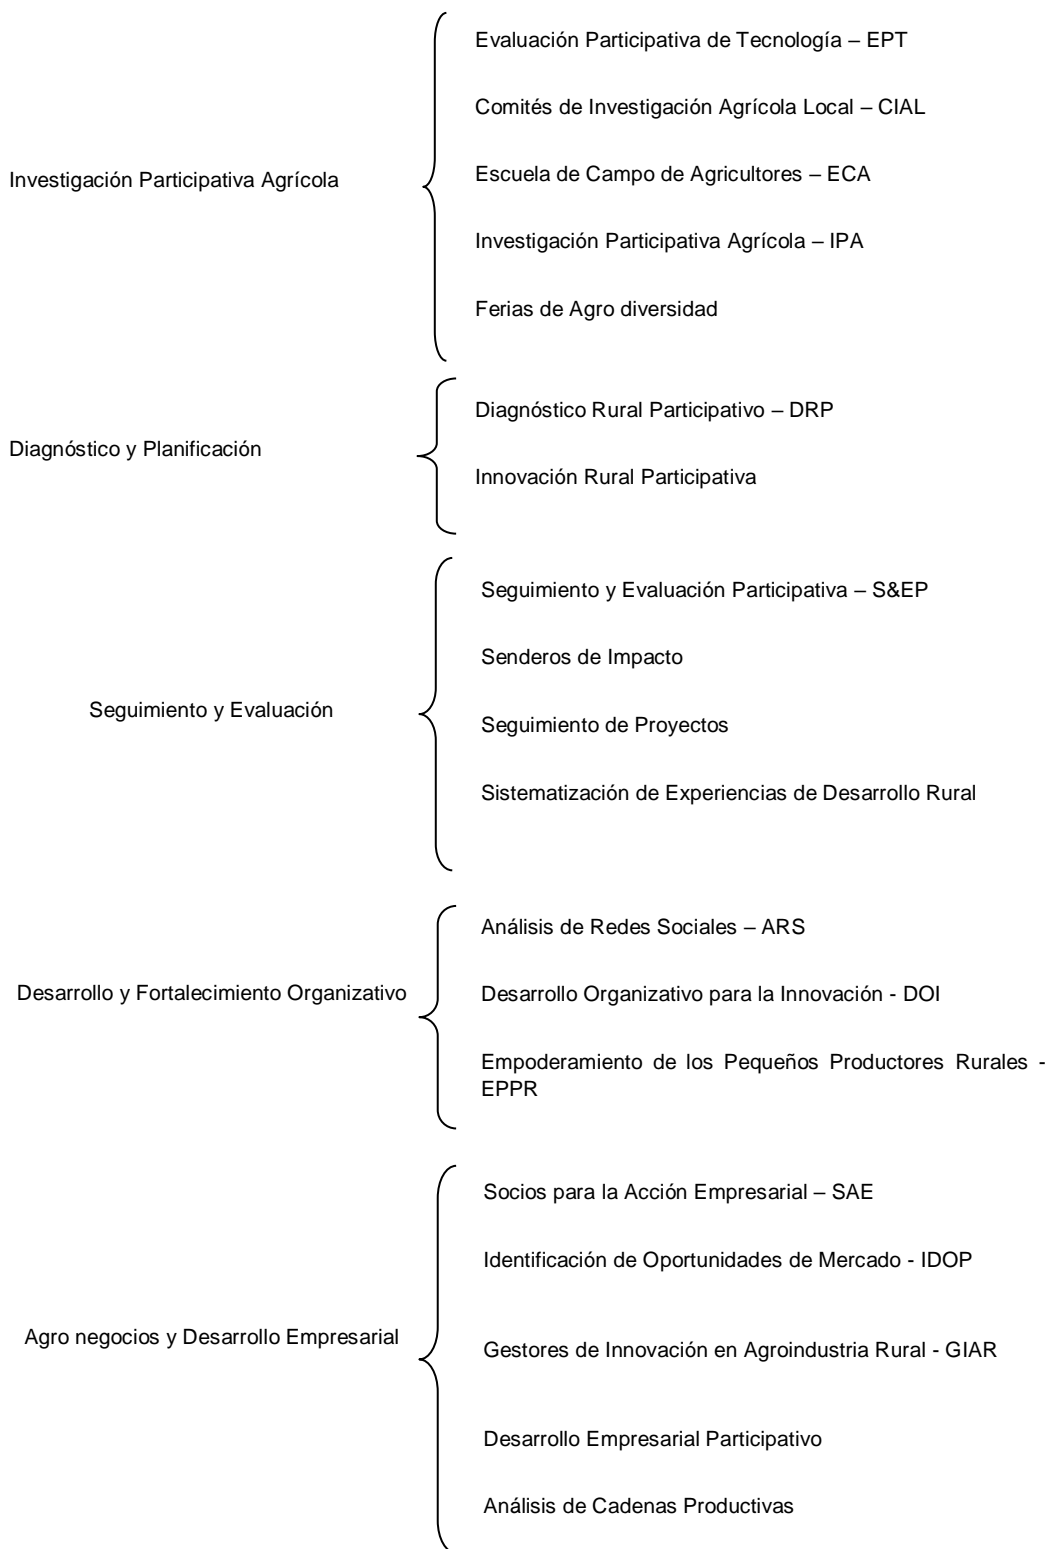 Evaluación Participativa de Tecnología – EPT
Comités de Investigación Agrícola Local – CIAL
Investigación Participativa Agrícola
Escuela de Campo de Agricultores – ECA
Investigación Participativa Agrícola – IPA
Ferias de Agro diversidad
Diagnóstico y Planificación
Diagnóstico Rural Participativo – DRP
Innovación Rural Participativa
Seguimiento y Evaluación
Seguimiento y Evaluación Participativa – S&EP
Senderos de Impacto
Seguimiento de Proyectos
Sistematización de Experiencias de Desarrollo Rural
Desarrollo y Fortalecimiento Organizativo
Análisis de Redes Sociales – ARS
Desarrollo Organizativo para la Innovación - DOI
Empoderamiento de los Pequeños Productores Rurales -
EPPR
Agro negocios y Desarrollo Empresarial
Socios para la Acción Empresarial – SAE
Identificación de Oportunidades de Mercado - IDOP
Gestores de Innovación en Agroindustria Rural - GIAR
Desarrollo Empresarial Participativo
Análisis de Cadenas Productivas